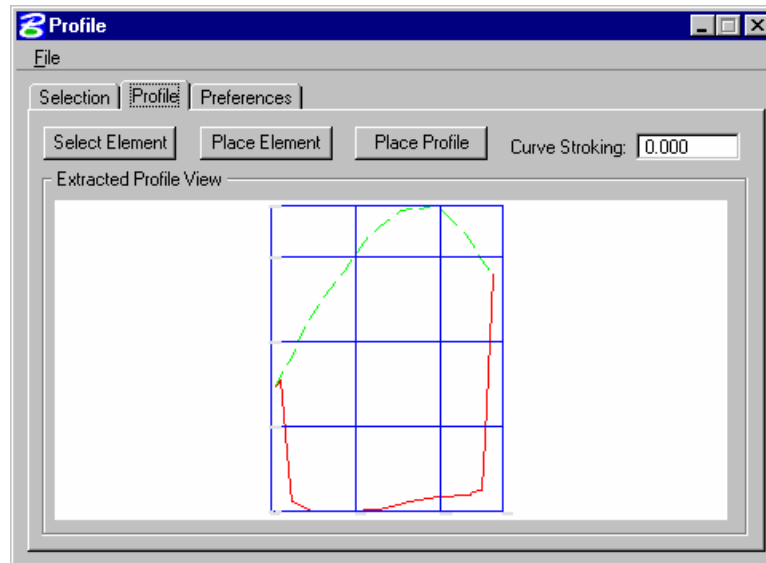 Profile
File
Selection Profile Preferences
Select Element Place Element Place Profile Curve Stroking: 0.000
Extracted Profile View